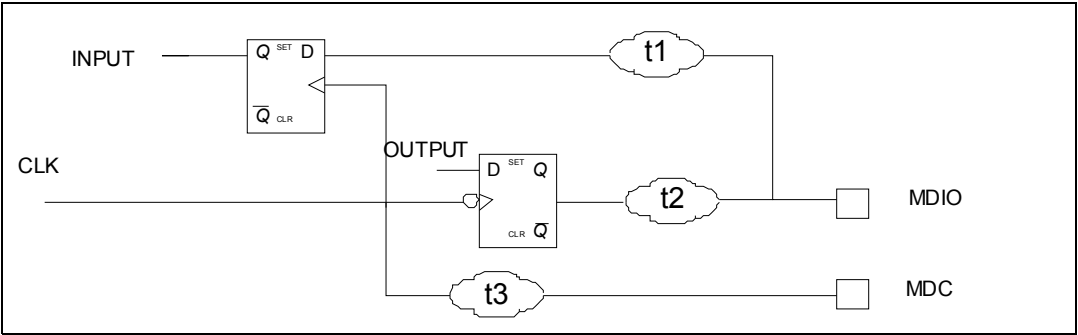 INPUT
Q SET D
Q CLR
t1
OUTPUT
CLK
D SET Q
CLR Q
t2
MDIO
t3
MDC